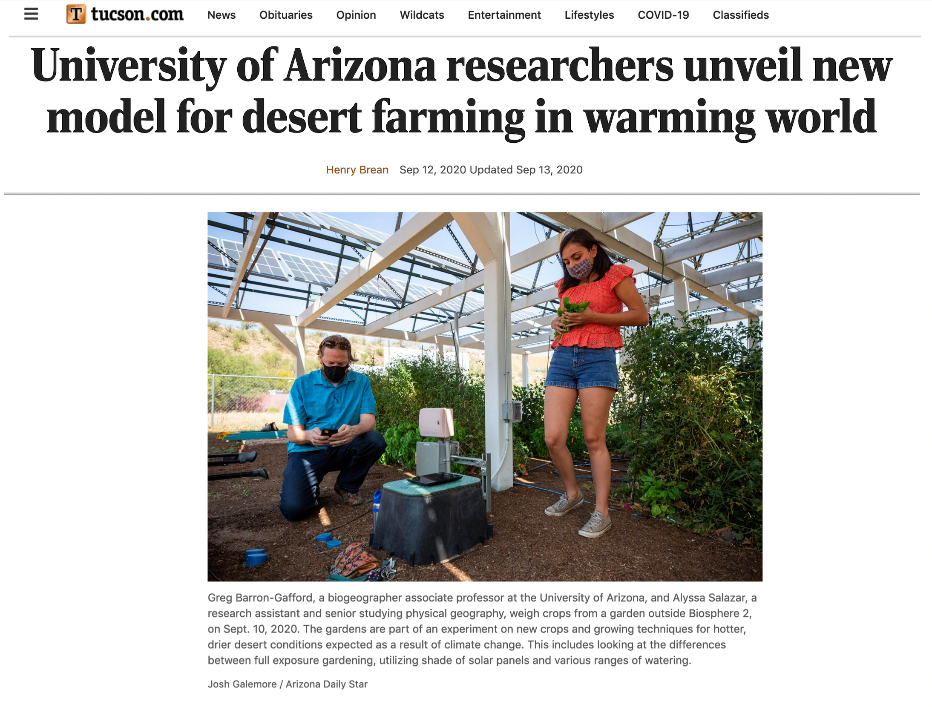 T tucson.com News Obituaries Opinion Wildcats Entertainment Lifestyles COVID-19 Classifieds
University of Arizona researchers unveil new
model for desert farming in warming world
Henry Brean Sep 12, 2020 Updated Sep 13, 2020
Greg Barron-Gafford, a biogeographer associate professor at the University of Arizona, and Alyssa Salazar, a
research assistant and senior studying physical geography, weigh crops from a garden outside Biosphere 2,
on Sept. 10, 2020. The gardens are part of an experiment on new crops and growing techniques for hotter,
drier desert conditions expected as a result of climate change. This includes looking at the differences
between full exposure gardening, utilizing shade of solar panels and various ranges of watering.
Josh Galemore / Arizona Daily Star